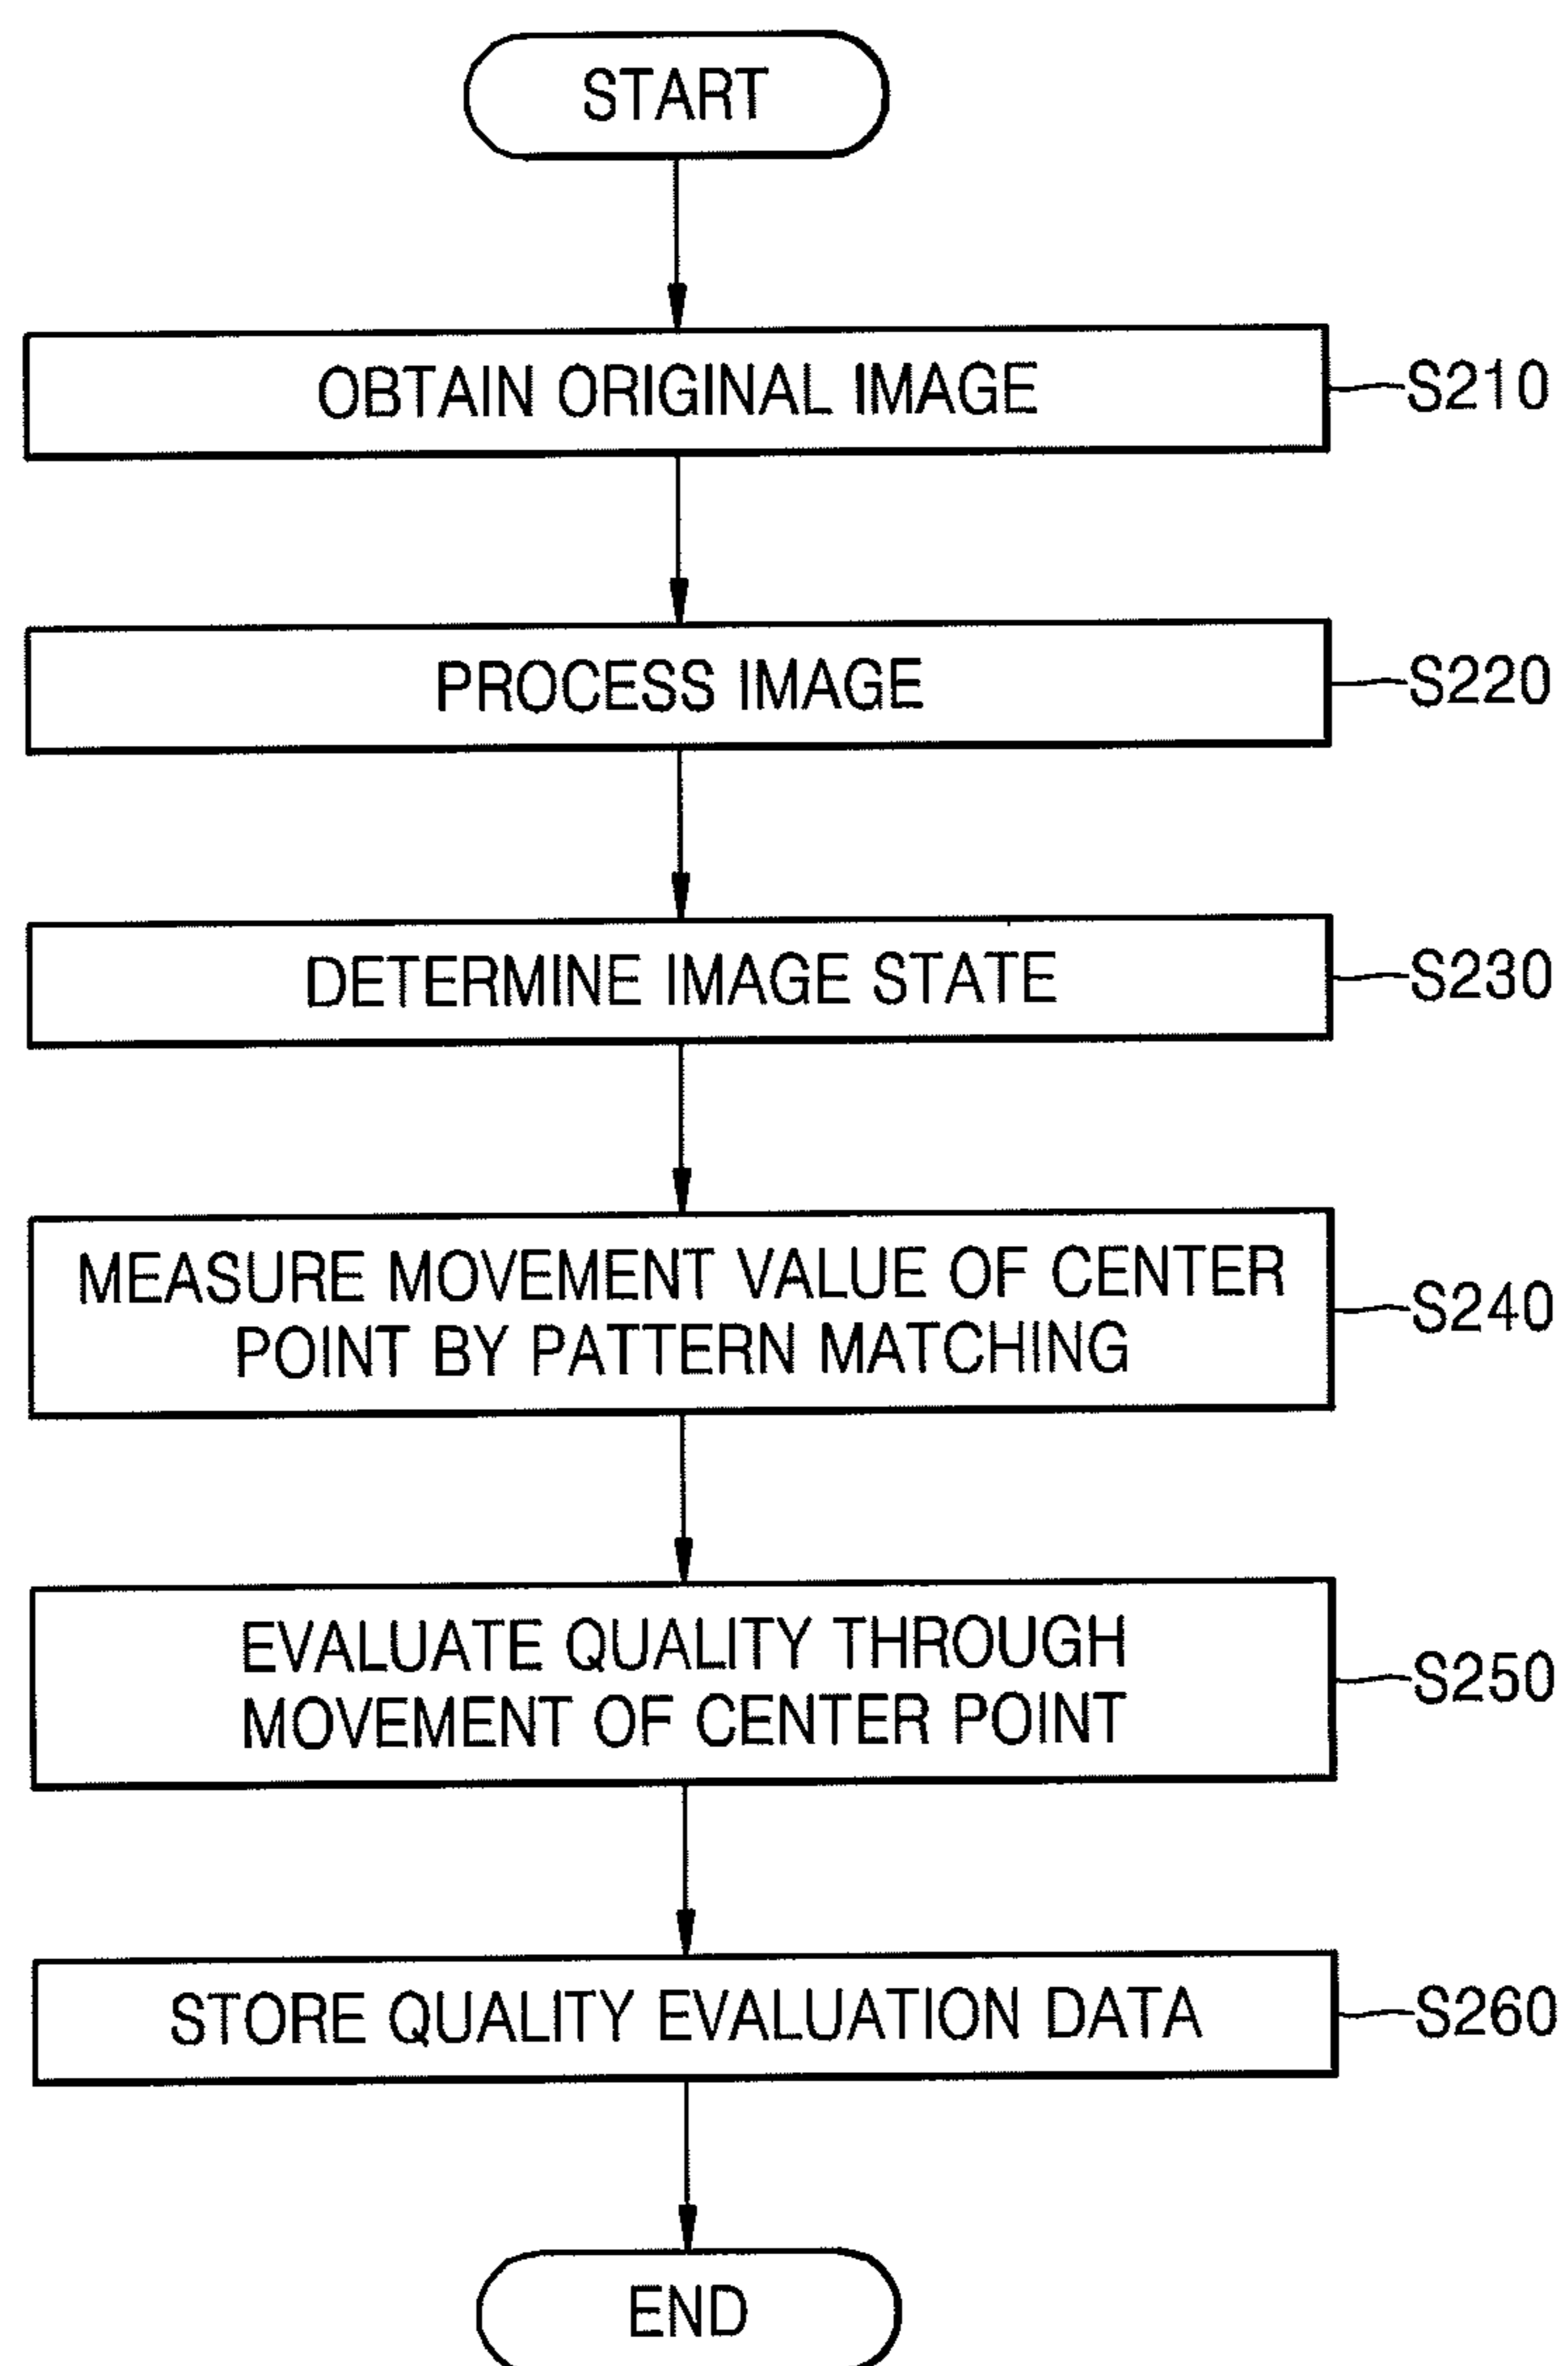 START
OBTAIN ORIGINAL IMAGE
S210
PROCESS IMAGE
S220
DETERMINE IMAGE STATE
S230
MEASURE MOVEMENT VALUE OF CENTER
POINT BY PATTERN MATCHING
S240
EVALUATE QUALITY THROUGH
MOVEMENT OF CENTER POINT
S250
STORE QUALITY EVALUATION DATA
S260
END